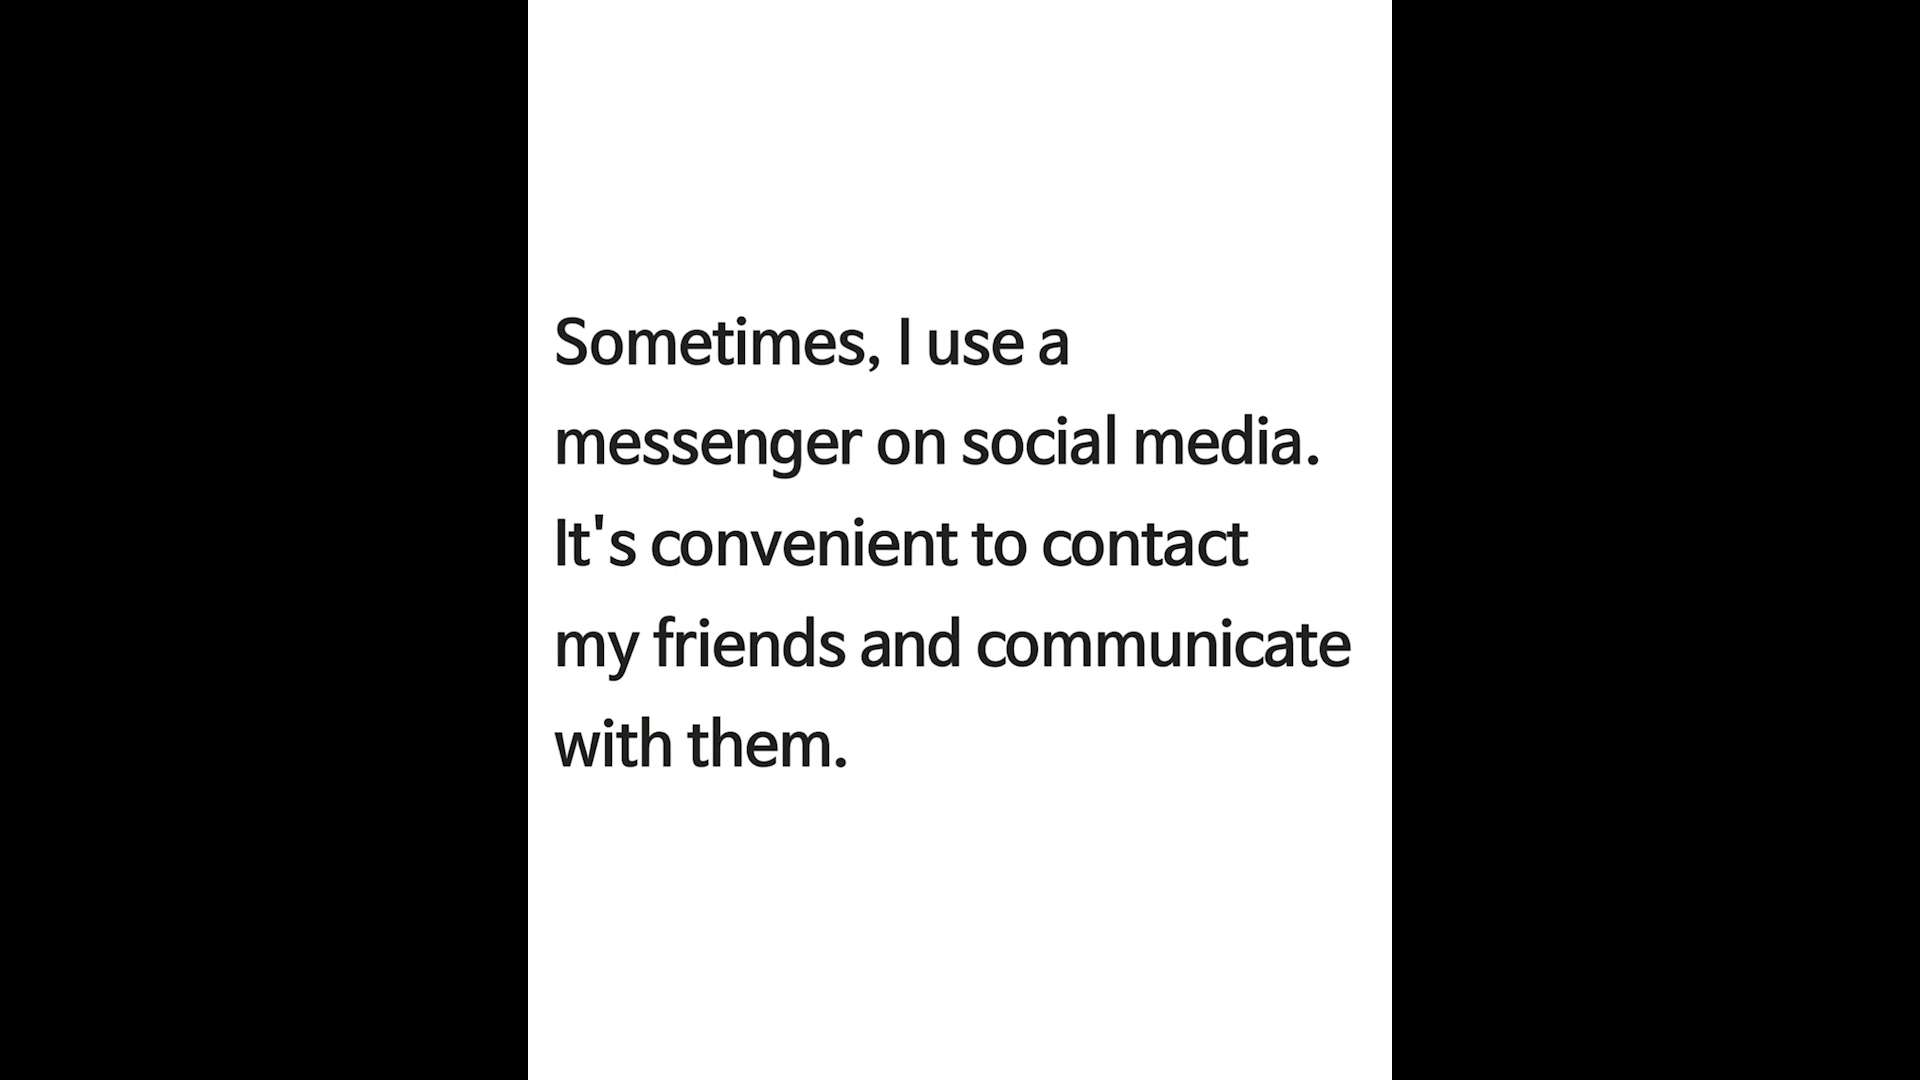 Sometimes, I use a
messenger on social media.
It's convenient to contact
my friends and communicate
with them.